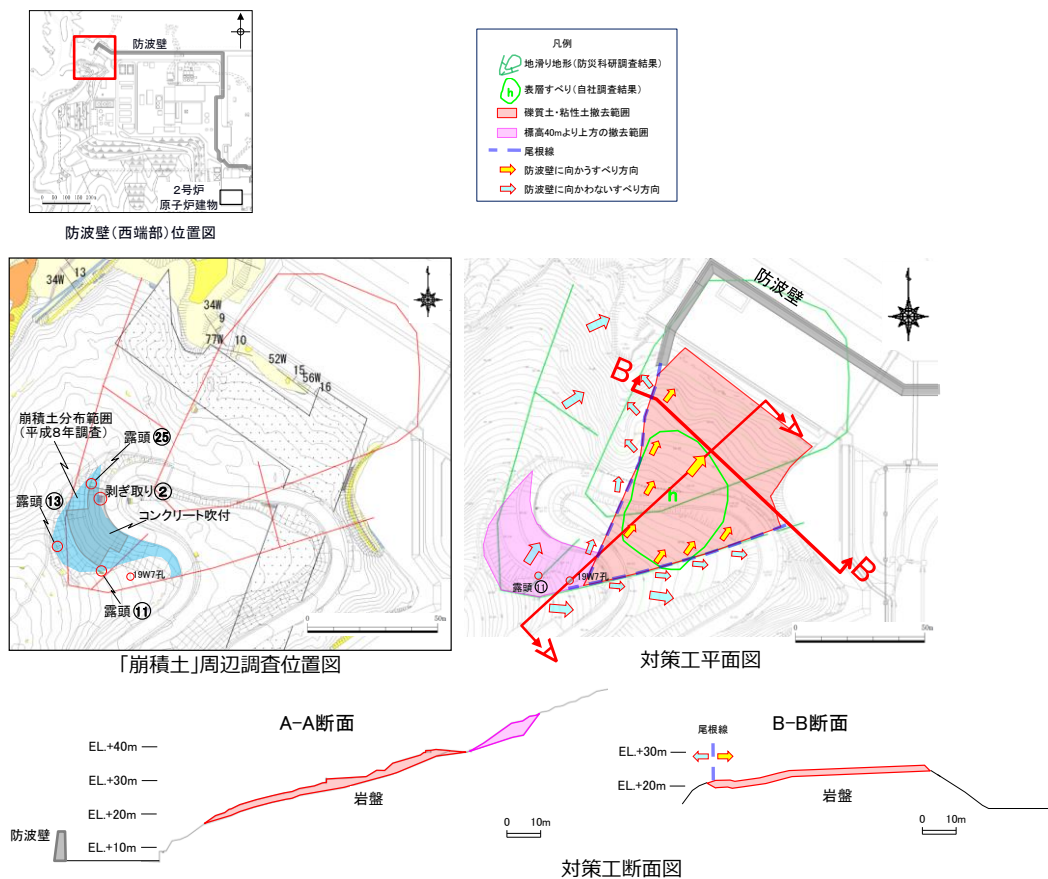 防波壁
0 50 100 150 200m
2号炉
原子炉建物
防波壁(西端部)位置図
凡例
地滑り地形(防災科研調査結果)
h 表層すべり(自社調査結果)
礫質土・粘性土撤去範囲
標高40mより上方の撤去範囲
尾根線
防波壁に向かうすべり方向
防波壁に向かわないすべり方向
34W
13
34W
9
77W
10
52W
15
56W
16
崩積土分布範囲
(平成8年調査)
露頭㉕
露頭⑬
剥ぎ取り②
コンクリート吹付
19W7孔
露頭⑪
0 50m
「崩積土」周辺調査位置図
防波壁
B
A
h
B
露頭⑪
19W7孔
A
0 50m
対策工平面図
A-A断面
EL.+40m
EL.+30m
EL.+20m
EL.+10m
防波壁
岩盤
0 10m
B-B断面
尾根線
EL.+30m
EL.+20m
岩盤
0 10m
対策工断面図